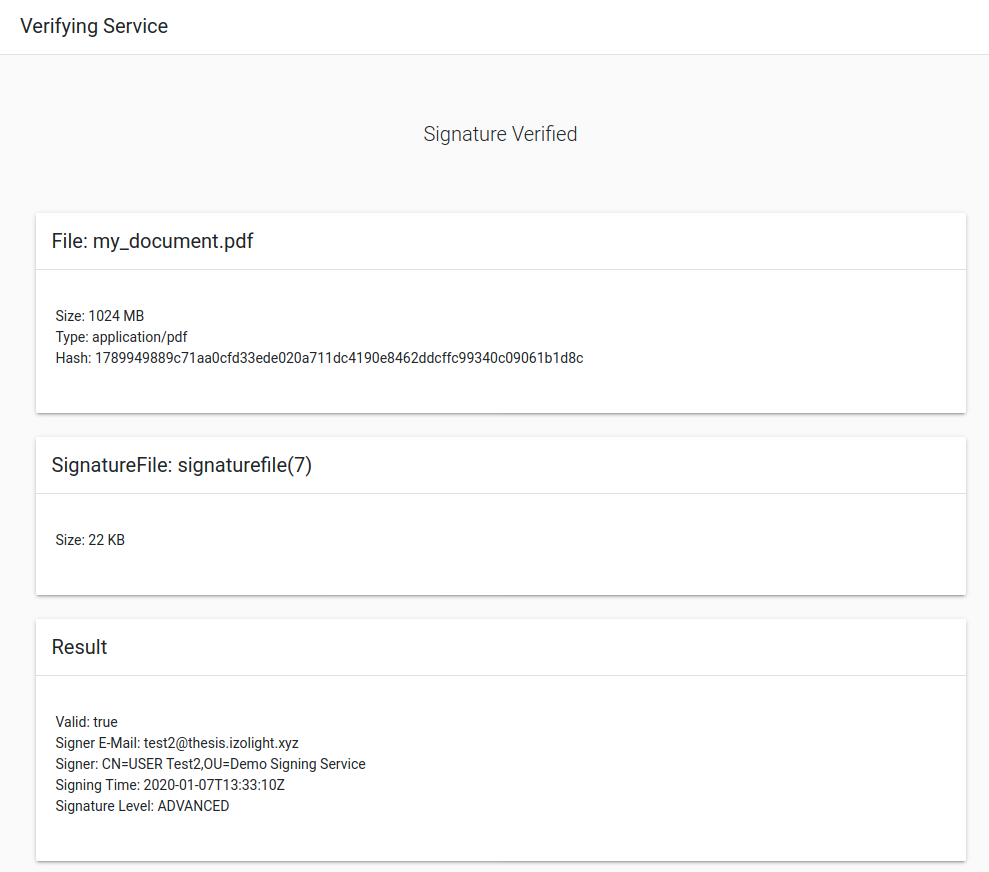 Verifying Service
Signature Verified
File: my_document.pdf
Size: 1024 MB
Type: application/pdf
Hash: 1789949889c71aa0cfd33ede020a711dc4190e8462ddcffc99340c09061b1d8c
SignatureFile: signaturefile(7)
Size: 22 KB
Result
Valid: true
Signer E-Mail: test2@thesis.izolight.xyz
Signer: CN=USER Test2,OU=Demo Signing Service
Signing Time: 2020-01-07T13:33:10Z
Signature Level: ADVANCED